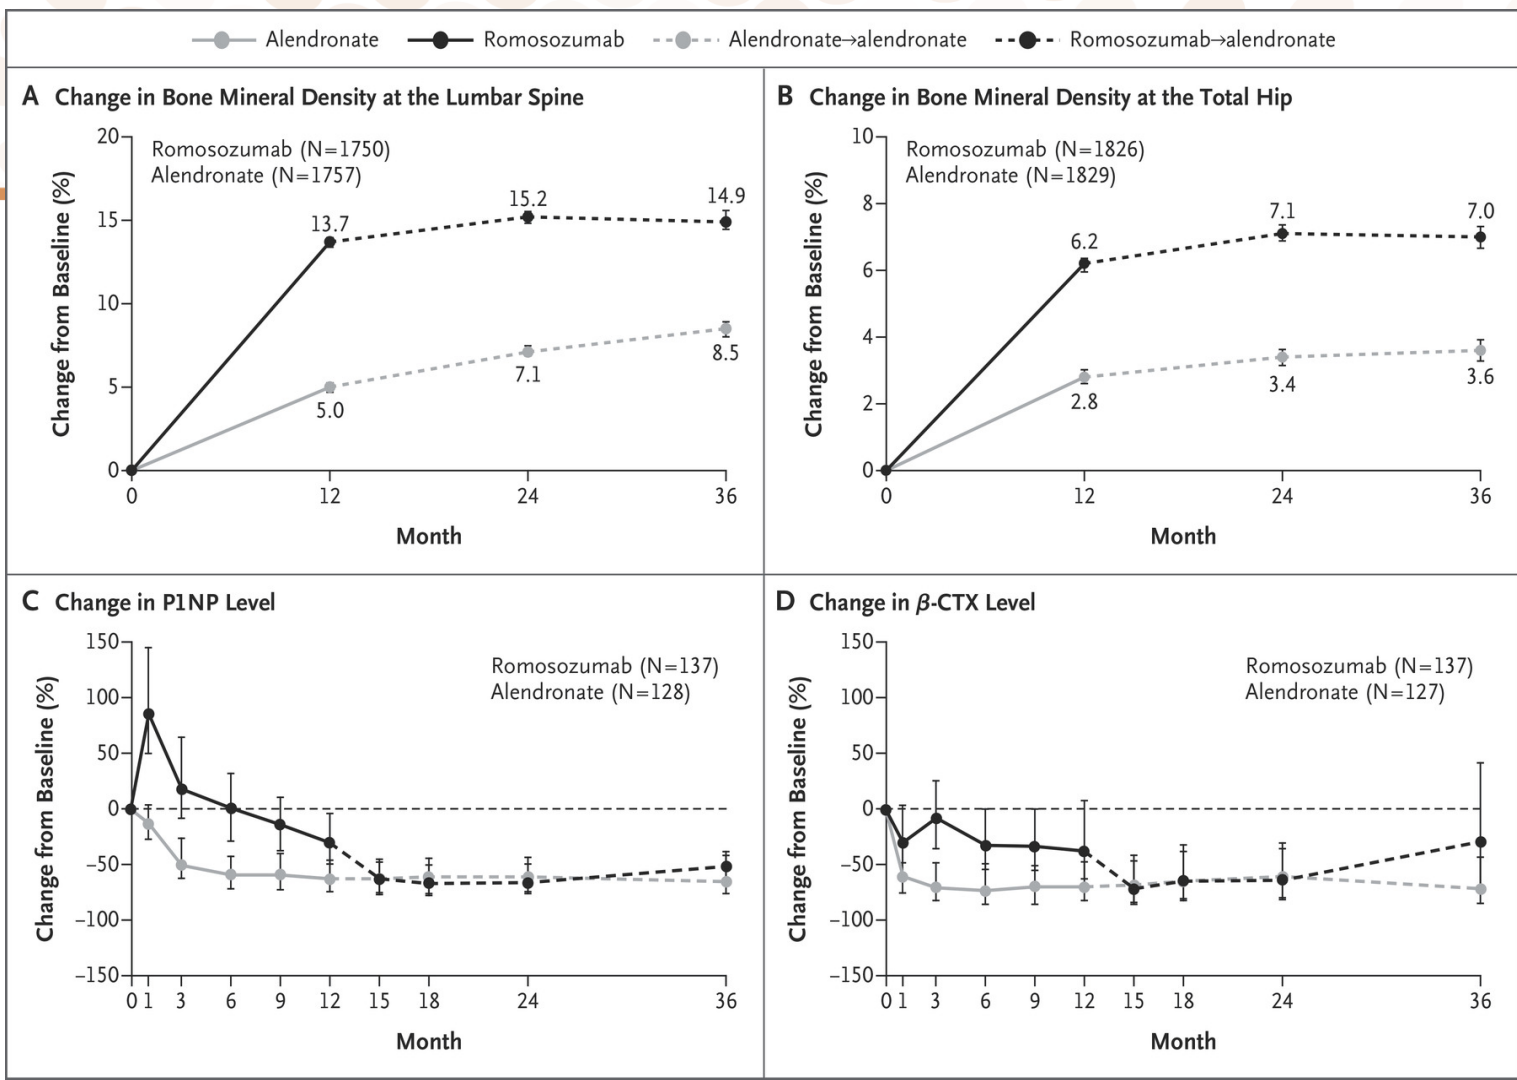 Alendronate Romosozumab Alendronate→alendronate Romosozumab→alendronate
A Change in Bone Mineral Density at the Lumbar Spine
Change from Baseline (%)
20
15
10
5
0
Romosozumab (N=1750)
Alendronate (N=1757)
13.7
15.2
14.9
5.0
7.1
8.5
0 12 24 36
Month
B Change in Bone Mineral Density at the Total Hip
Change from Baseline (%)
10
8
6
4
2
0
Romosozumab (N=1826)
Alendronate (N=1829)
6.2
7.1
7.0
2.8
3.4
3.6
0 12 24 36
Month
C Change in P1NP Level
Change from Baseline (%)
150
100
50
0
−50
−100
−150
Romosozumab (N=137)
Alendronate (N=128)
0 1 3 6 9 12 15 18 24 36
Month
D Change in β-CTX Level
Change from Baseline (%)
150
100
50
0
−50
−100
−150
Romosozumab (N=137)
Alendronate (N=127)
0 1 3 6 9 12 15 18 24 36
Month